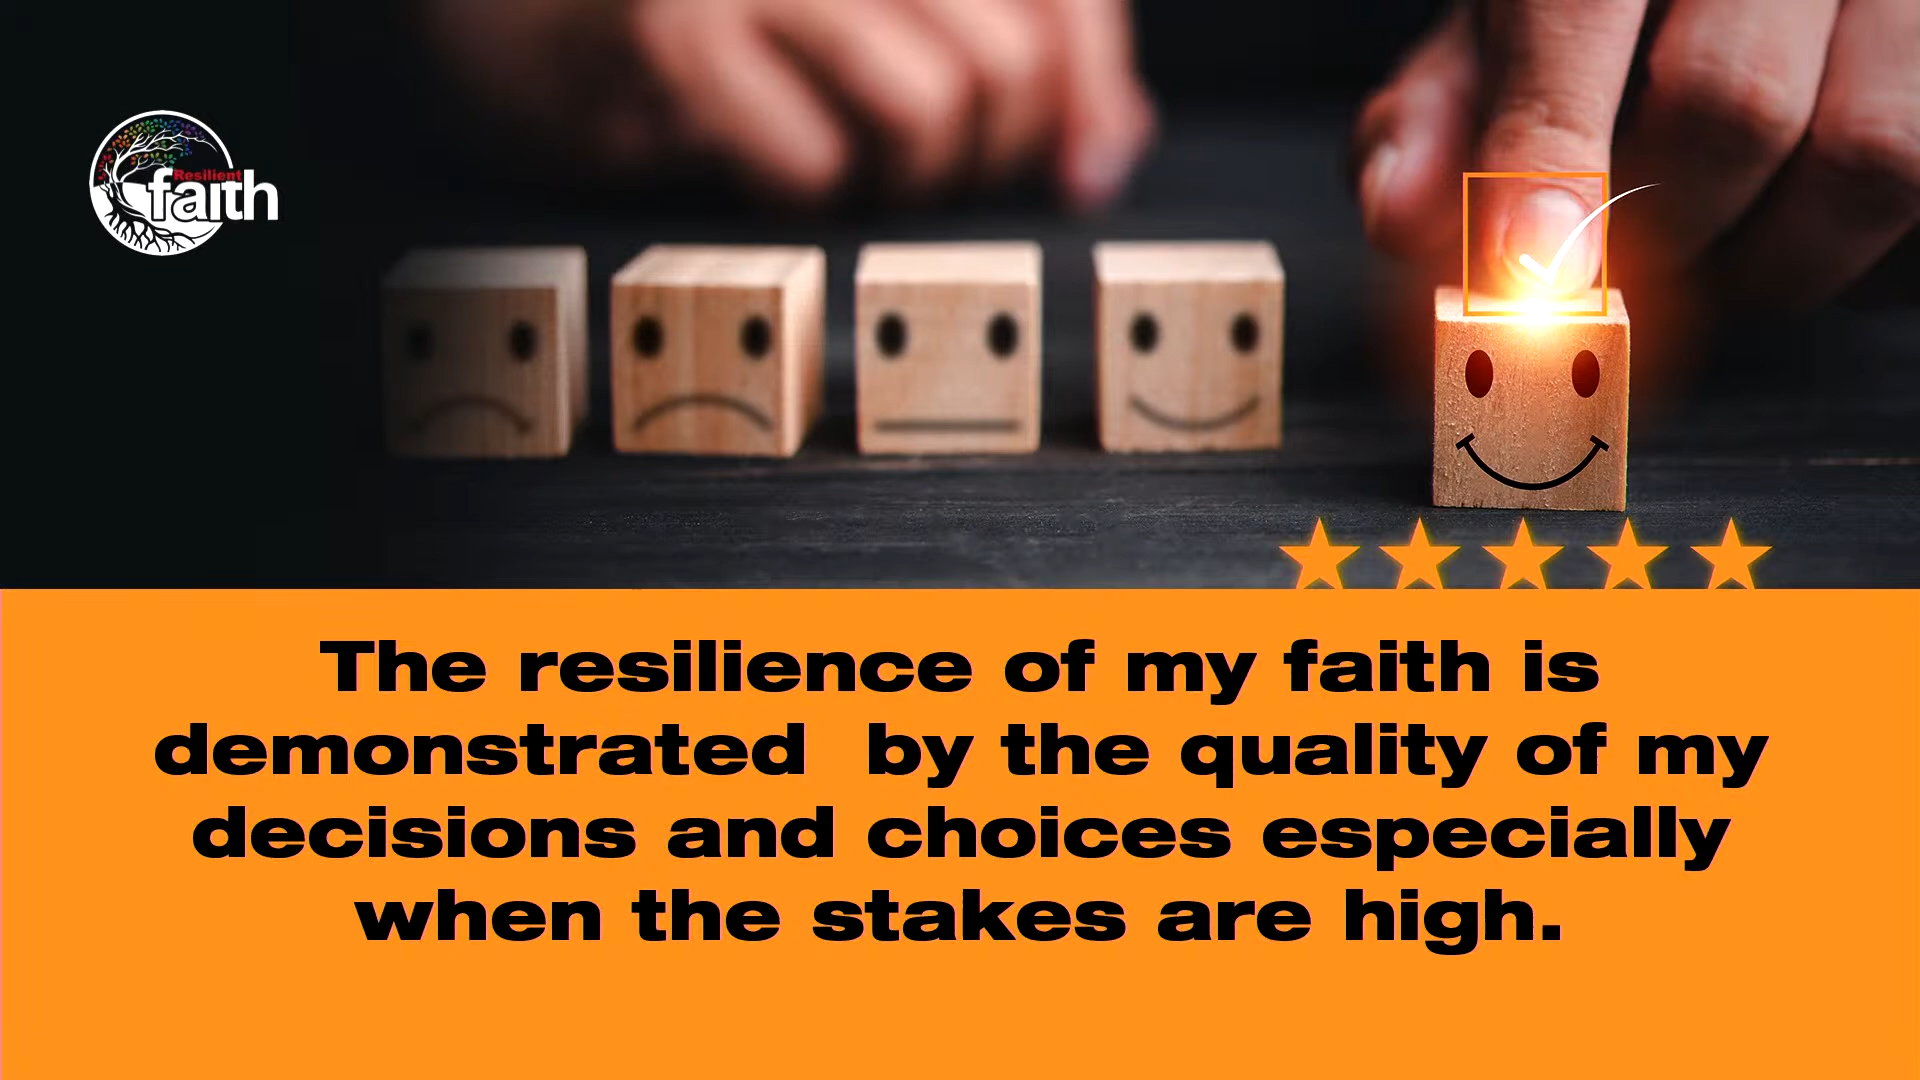 Resilient
faith
The resilience of my faith is
demonstrated  by the quality of my
decisions and choices especially
when the stakes are high.